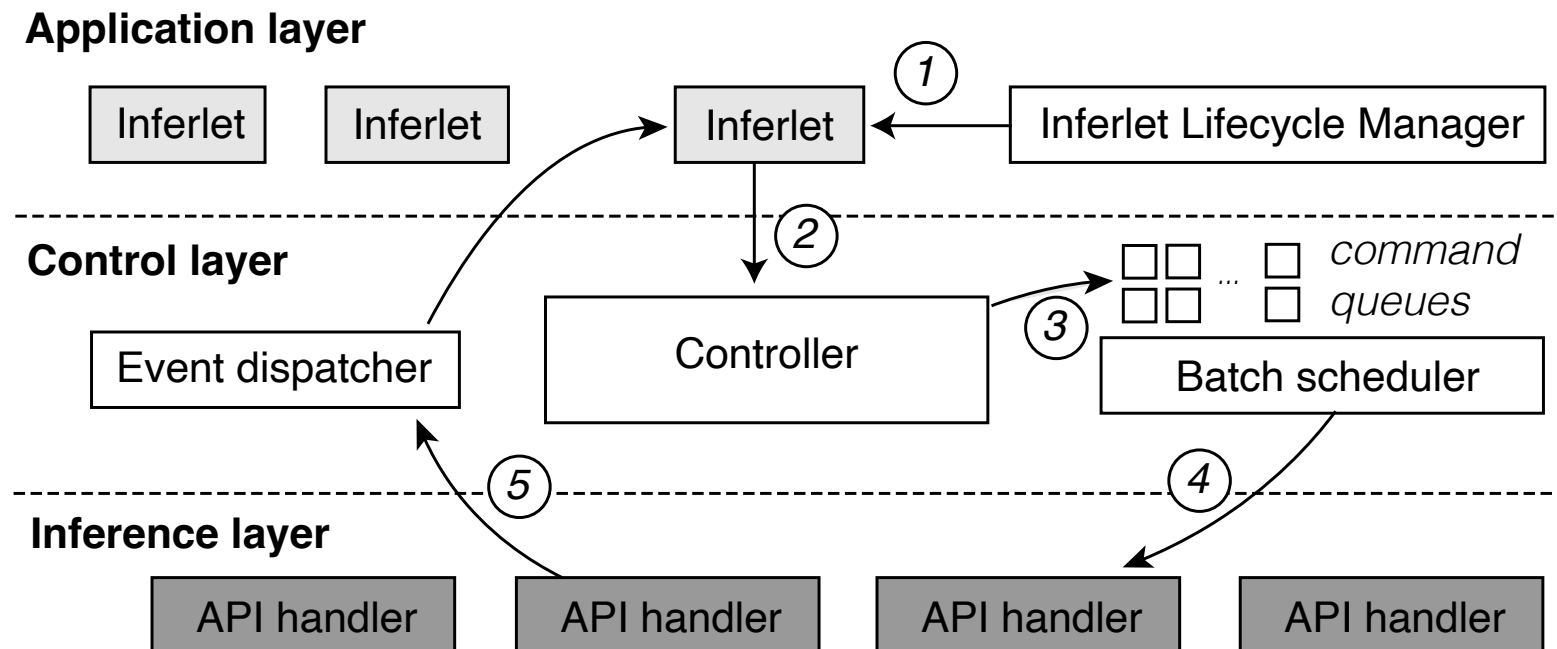 Application layer
Inferlet
Inferlet
Inferlet
1
Inferlet Lifecycle Manager
2
Control layer
command
...
queues
3
Event dispatcher
Controller
Batch scheduler
4
5
Inference layer
API handler
API handler
API handler
API handler